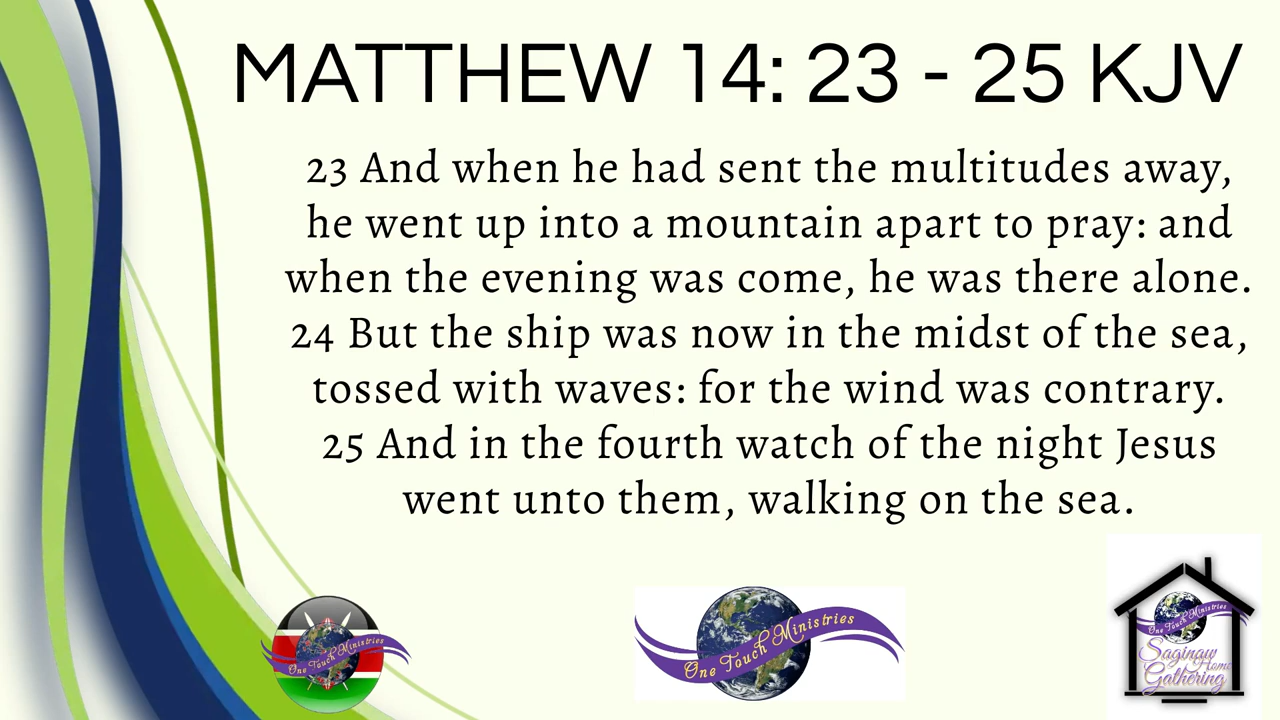 MATTHEW 14: 23 - 25 KJV
23 And when he had sent the multitudes away,
he went up into a mountain apart to pray: and
when the evening was come, he was there alone.
24 But the ship was now in the midst of the sea,
tossed with waves: for the wind was contrary.
25 And in the fourth watch of the night Jesus
went unto them, walking on the sea.
One Touch Ministries
One Touch Ministries
One Touch Ministries
Saginaw
Home
Gathering